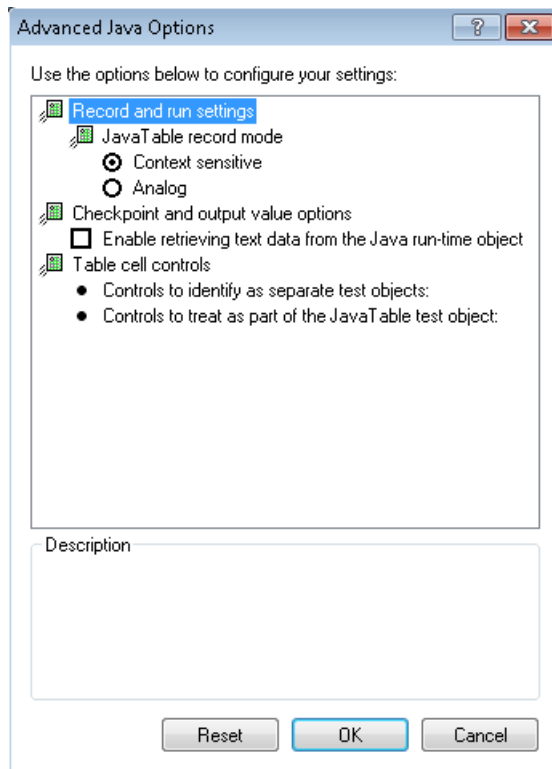 Advanced Java Options
Use the options below to configure your settings:
Record and run settings
JavaTable record mode
Context sensitive
Analog
Checkpoint and output value options
Enable retrieving text data from the Java run-time object
Table cell controls
Controls to identify as separate test objects:
Controls to treat as part of the JavaTable test object:
Description
Reset OK Cancel